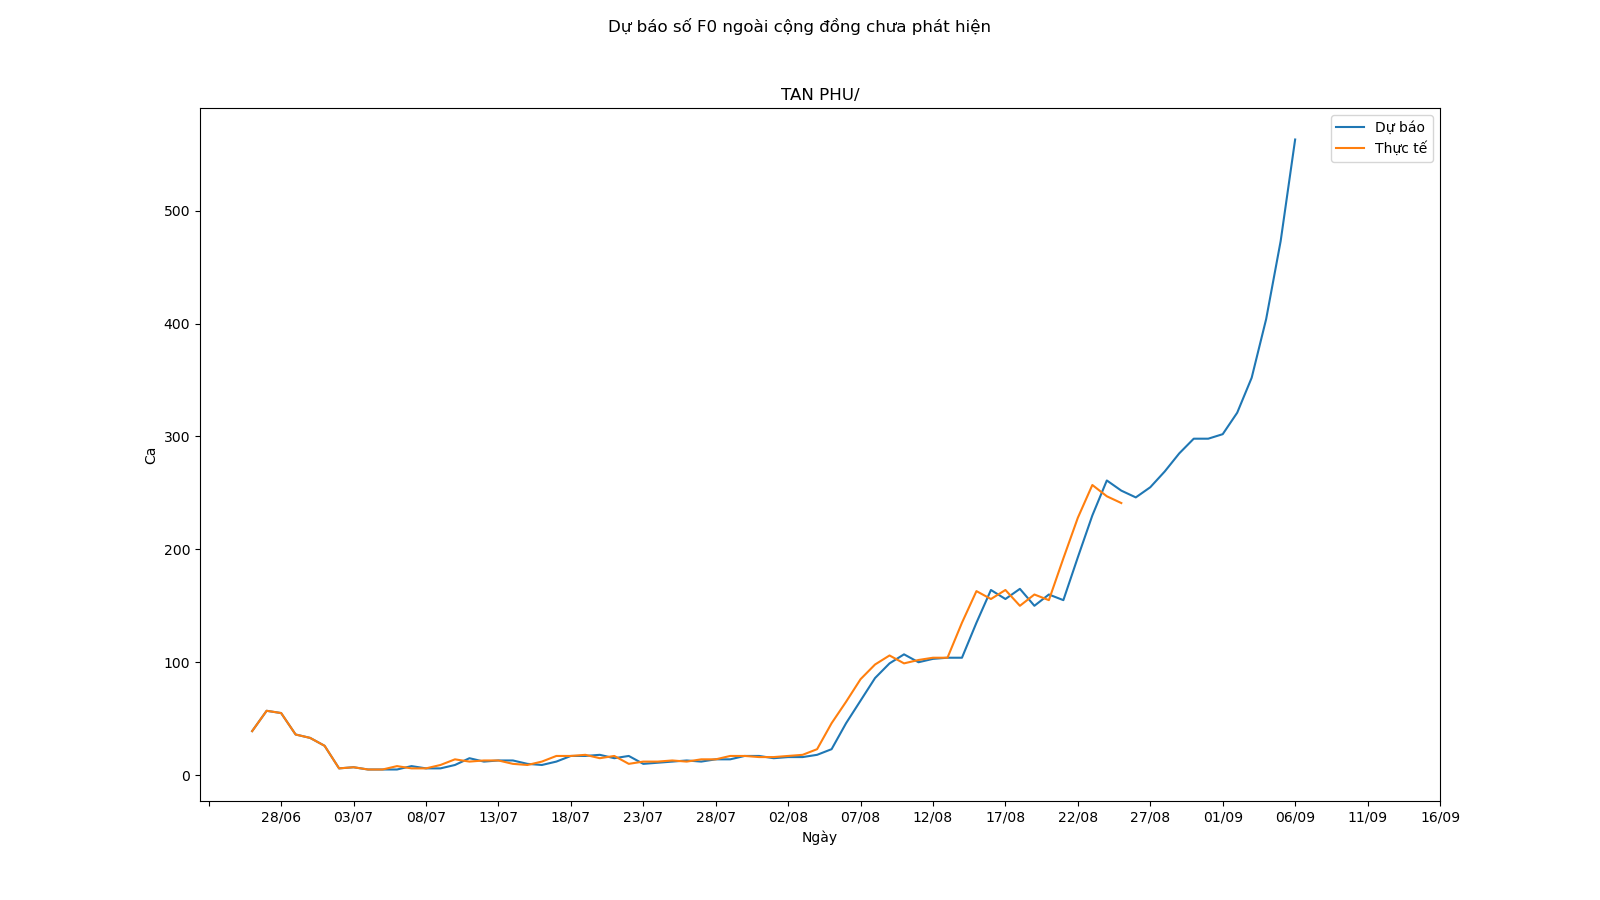 Dự báo số F0 ngoài cộng đồng chưa phát hiện
TAN PHU/
Dự báo
Thực tế
500
400
300
200
100
0
Ca
28/06 03/07 08/07 13/07 18/07 23/07 28/07 02/08 07/08 12/08 17/08 22/08 27/08 01/09 06/09 11/09 16/09
Ngày